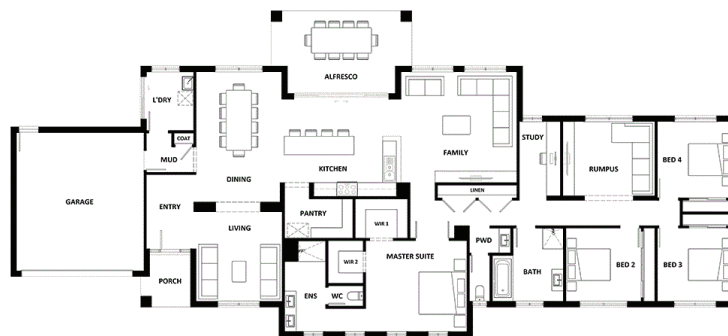 ALFRESCO
L'DRY
COAT
MUD
DINING
KITCHEN
FAMILY
STUDY
RUMPUS
BED 4
LINEN
GARAGE
ENTRY
LIVING
PANTRY
WIR 1
PORCH
WIR 2
MASTER SUITE
PWD
BATH
BED 2
BED 3
ENS
WC